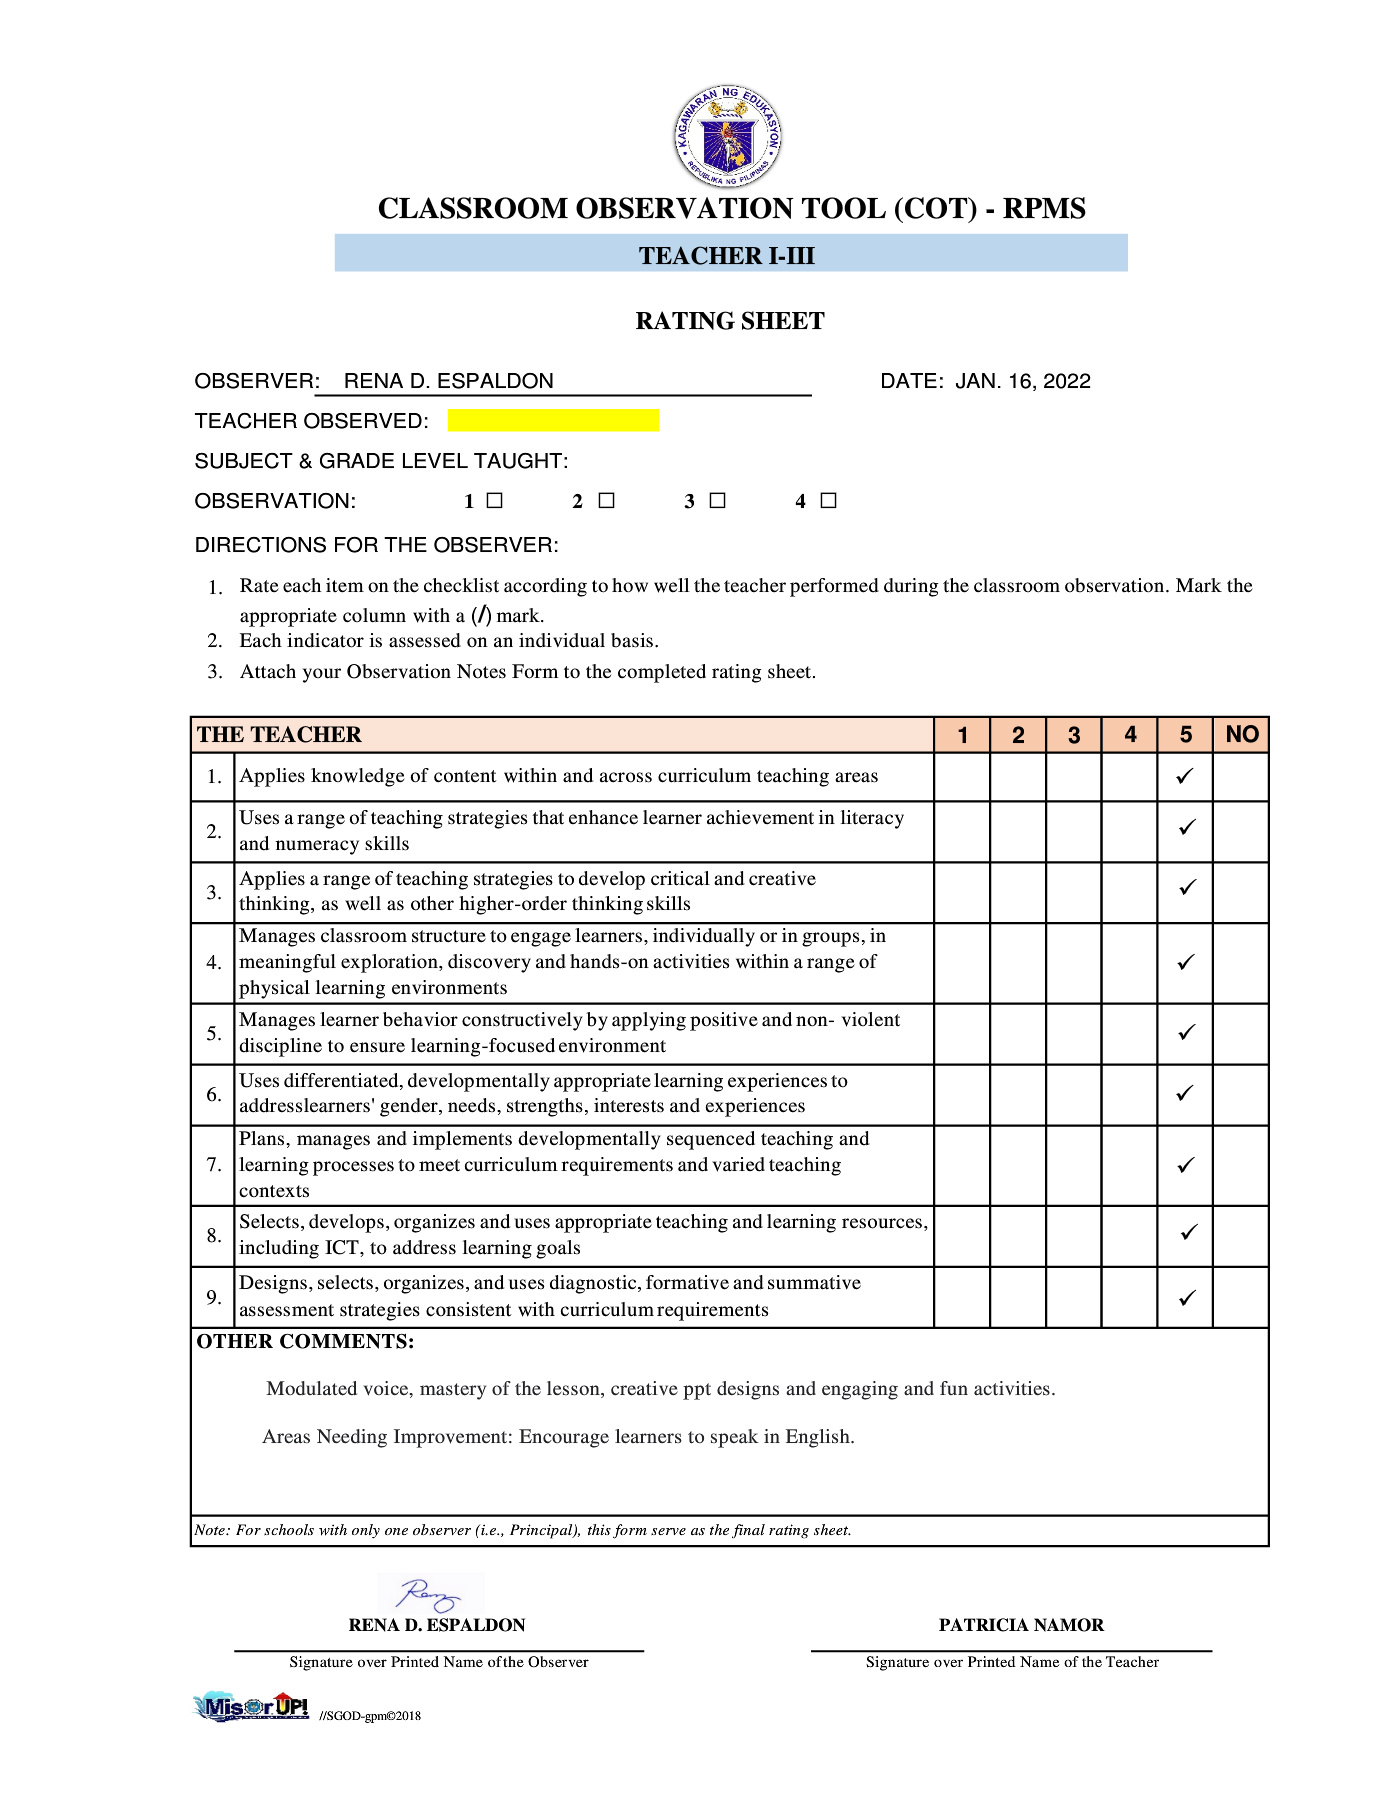 KAGAWARAN NG EDUKASYON
REPUBLIKA NG PILIPINAS
CLASSROOM OBSERVATION TOOL (COT) - RPMS
TEACHER I-III
RATING SHEET
OBSERVER: RENA D. ESPALDON DATE: JAN. 16, 2022
TEACHER OBSERVED:
SUBJECT & GRADE LEVEL TAUGHT:
OBSERVATION: 1 ☐ 2 ☐ 3 ☐ 4 ☐
DIRECTIONS FOR THE OBSERVER:
1. Rate each item on the checklist according to how well the teacher performed during the classroom observation. Mark the
appropriate column with a (/) mark.
2. Each indicator is assessed on an individual basis.
3. Attach your Observation Notes Form to the completed rating sheet.
THE TEACHER 1 2 3 4 5 NO
1. Applies knowledge of content within and across curriculum teaching areas ✓
2. Uses a range of teaching strategies that enhance learner achievement in literacy
and numeracy skills ✓
3. Applies a range of teaching strategies to develop critical and creative
thinking, as well as other higher-order thinking skills ✓
4. Manages classroom structure to engage learners, individually or in groups, in
meaningful exploration, discovery and hands-on activities within a range of
physical learning environments ✓
5. Manages learner behavior constructively by applying positive and non- violent
discipline to ensure learning-focused environment ✓
6. Uses differentiated, developmentally appropriate learning experiences to
addresslearners' gender, needs, strengths, interests and experiences ✓
7. Plans, manages and implements developmentally sequenced teaching and
learning processes to meet curriculum requirements and varied teaching
contexts ✓
8. Selects, develops, organizes and uses appropriate teaching and learning resources,
including ICT, to address learning goals ✓
9. Designs, selects, organizes, and uses diagnostic, formative and summative
assessment strategies consistent with curriculum requirements ✓
OTHER COMMENTS:
Modulated voice, mastery of the lesson, creative ppt designs and engaging and fun activities.
Areas Needing Improvement: Encourage learners to speak in English.
Note: For schools with only one observer (i.e., Principal), this form serve as the final rating sheet.
RENA D. ESPALDON PATRICIA NAMOR
Signature over Printed Name of the Observer Signature over Printed Name of the Teacher
MisOr UP! //SGOD-gpm©2018